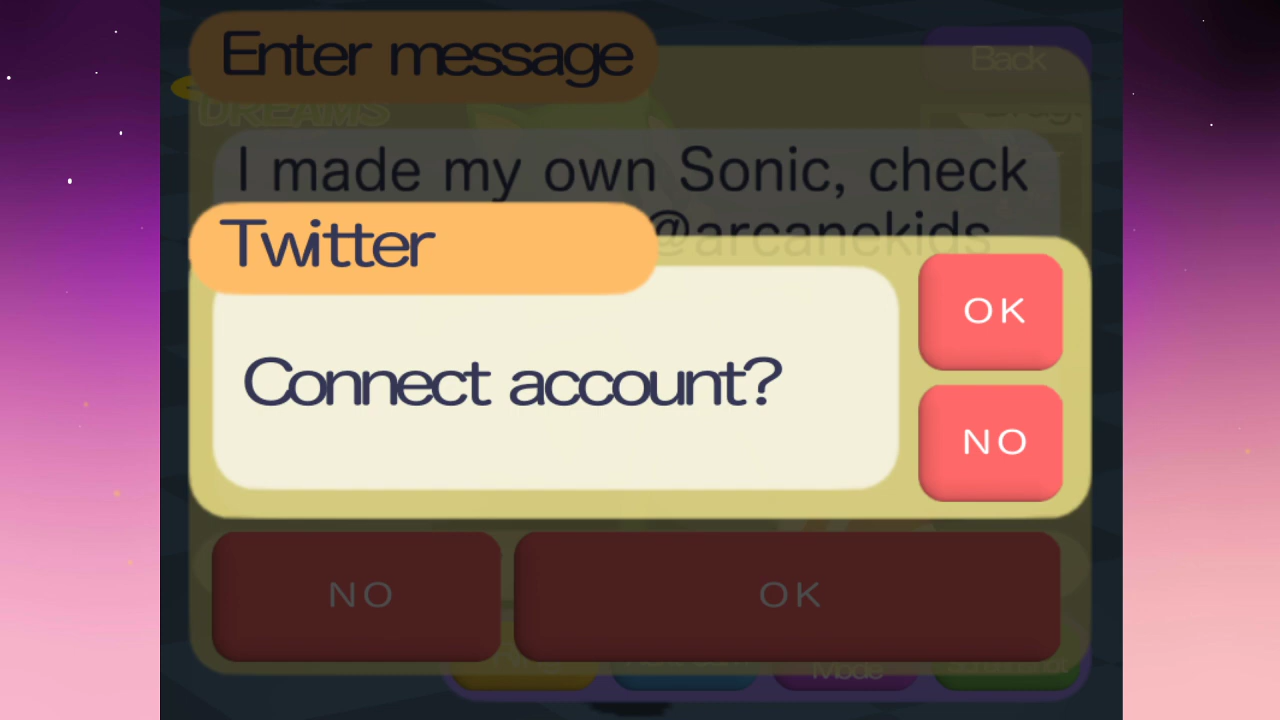 Enter message
Back
DREAMS
I made my own Sonic, check
@arcanekids
Twitter
Connect account?
OK
NO
NO
OK
Mode